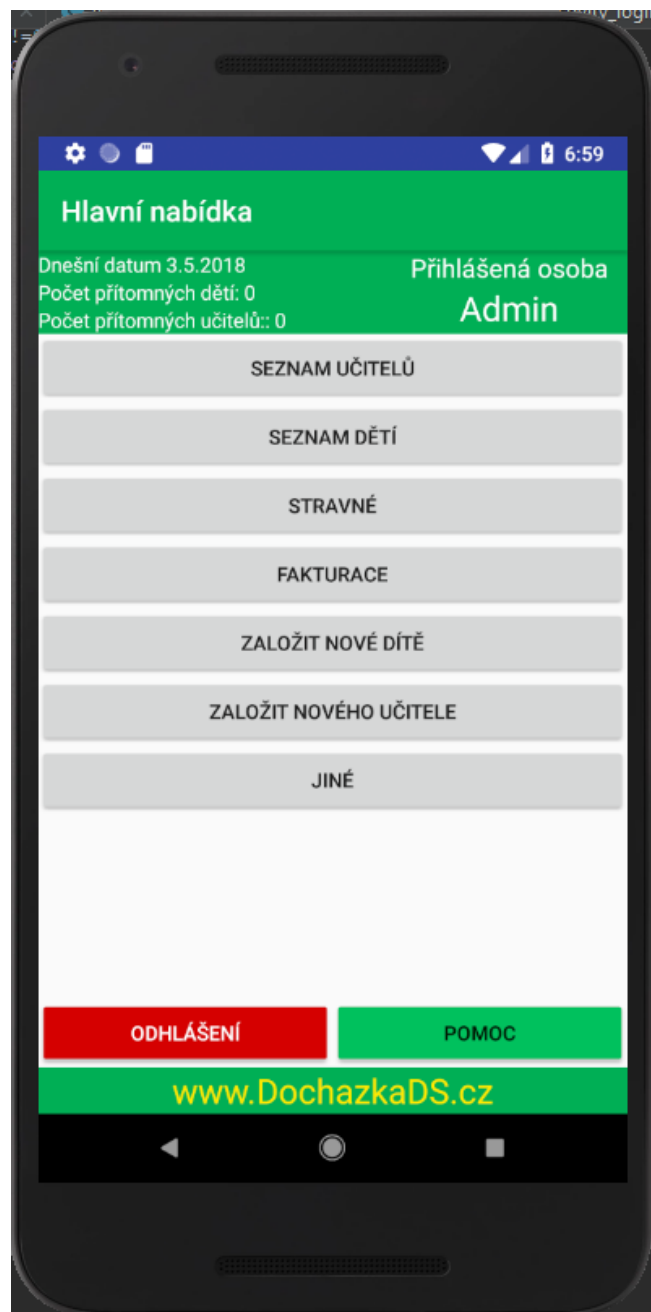 6:59
Hlavní nabídka
Dnešní datum 3.5.2018
Počet přítomných dětí: 0
Počet přítomných učitelů:: 0
Přihlášená osoba
Admin
SEZNAM UČITELŮ
SEZNAM DĚTÍ
STRAVNÉ
FAKTURACE
ZALOŽIT NOVÉ DÍTĚ
ZALOŽIT NOVÉHO UČITELE
JINÉ
ODHLÁŠENÍ
POMOC
www.DochazkaDS.cz